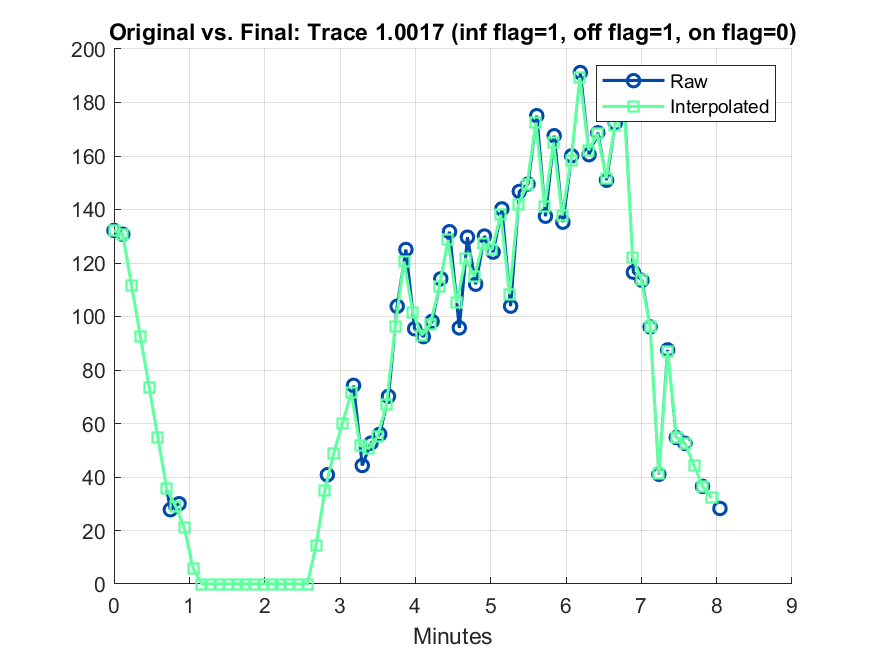 Original vs. Final: Trace 1.0017 (inf flag=1, off flag=1, on flag=0)
200
180
160
140
120
100
80
60
40
20
0
Raw
Interpolated
0 1 2 3 4 5 6 7 8 9
Minutes